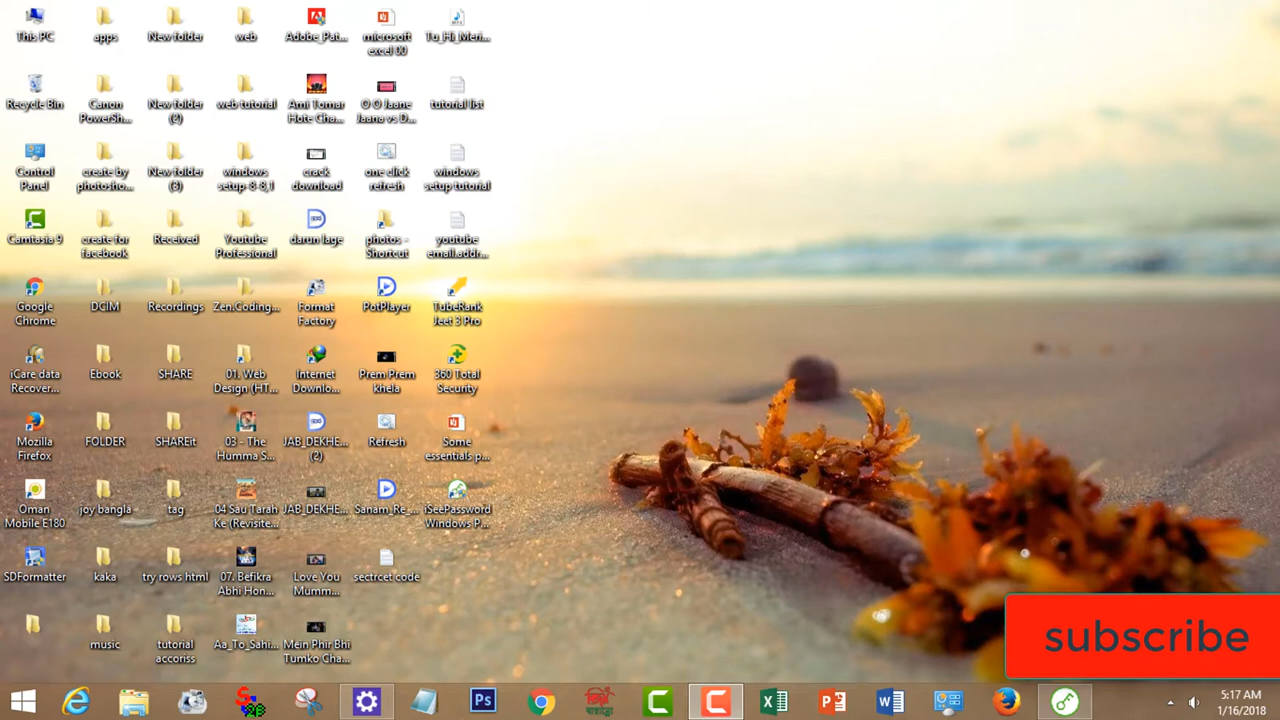 This PC
apps
New folder
web
Adobe_Pat...
microsoft
excel 00
Tu_Hi_Meri...
Recycle Bin
Canon
PowerSh...
New folder
(2)
web tutorial
Ami Tomar
Hote Cha...
O O Jaane
Jaana vs D...
tutorial list
Control
Panel
create by
photosho...
New folder
(3)
windows
setup-8-8,1
crack
download
one click
refresh
windows
setup tutorial
Camtasia 9
create for
facebook
Received
Youtube
Professional
darun lage
photos -
Shortcut
youtube
email.addr...
Google
Chrome
DCIM
Recordings
Zen.Coding...
Format
Factory
PotPlayer
TubeRank
Jeet 3 Pro
iCare data
Recover...
Ebook
SHARE
01. Web
Design (HT...
Internet
Downlo...
Prem Prem
khela
360 Total
Security
Mozilla
Firefox
FOLDER
SHAREit
03 - The
Humma S...
JAB_DEKHE...
(2)
Refresh
Some
essentials p...
Oman
Mobile E180
joy bangla
tag
04 Sau Tarah
Ke (Revisite...
JAB_DEKHE...
Sanam_Re_...
iSeePassword
Windows P...
SDFormatter
kaka
try rows html
07. Befikra
Abhi Hon...
Love You
Mumm...
sectrcet code
music
tutorial
accoriss
Aa_To_Sahi...
Mein Phir Bhi
Tumko Cha...
subscribe
Ps
5:17 AM
1/16/2018